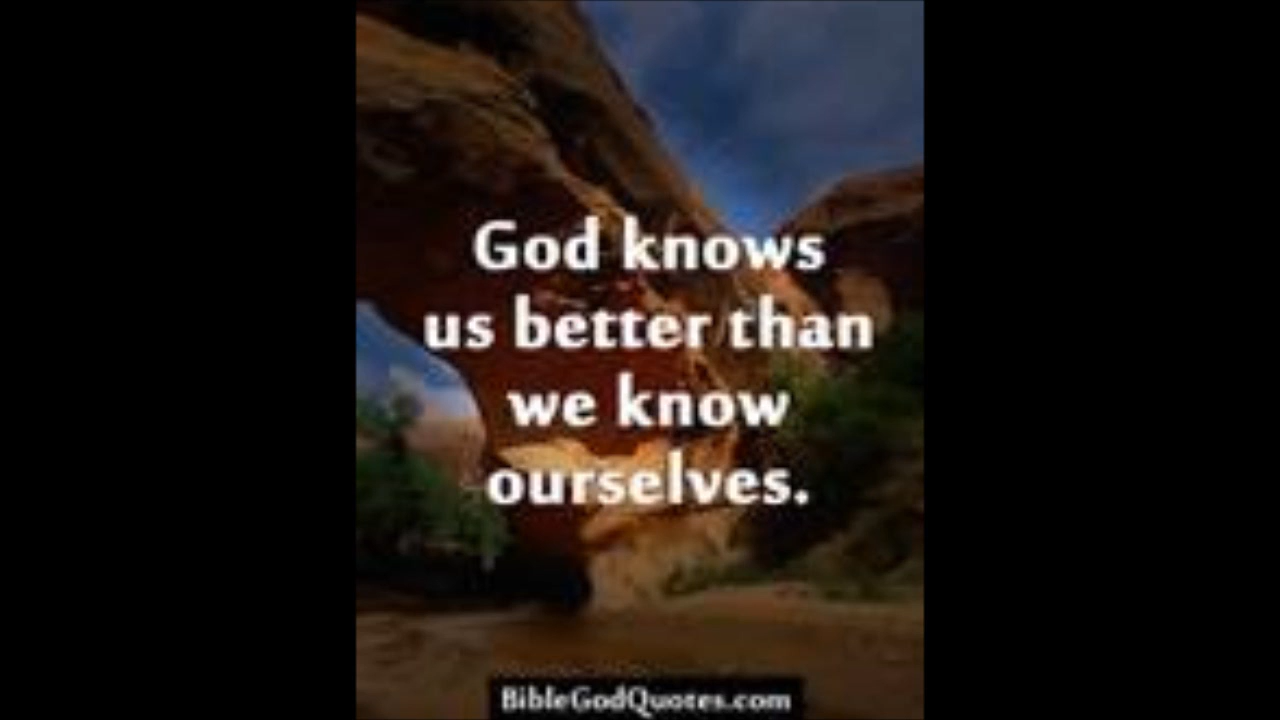 God knows
us better than
we know
ourselves.
BibleGodQuotes.com